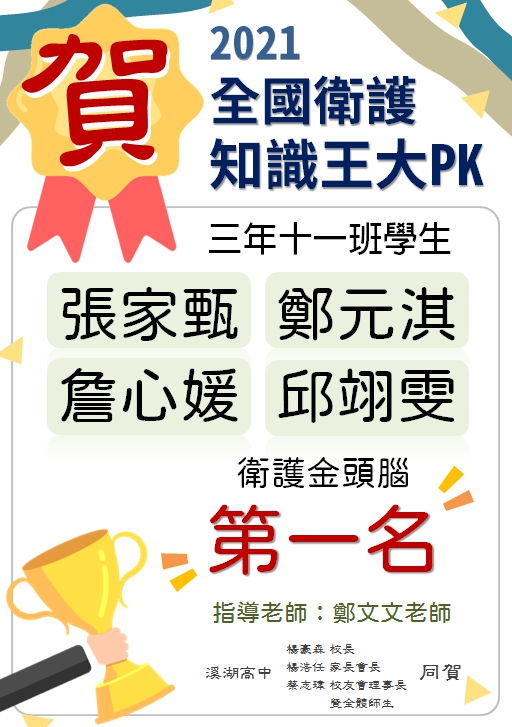 賀
2021
全國衛護
知識王大PK
三年十一班學生
張家甄 鄭元淇
詹心媛 邱翊雯
衛護金頭腦
第一名
指導老師：鄭文文老師
楊豪森 校長
楊浩任 家長會長
溪湖高中 蔡志瑋 校友會理事長 同賀
暨全體師生